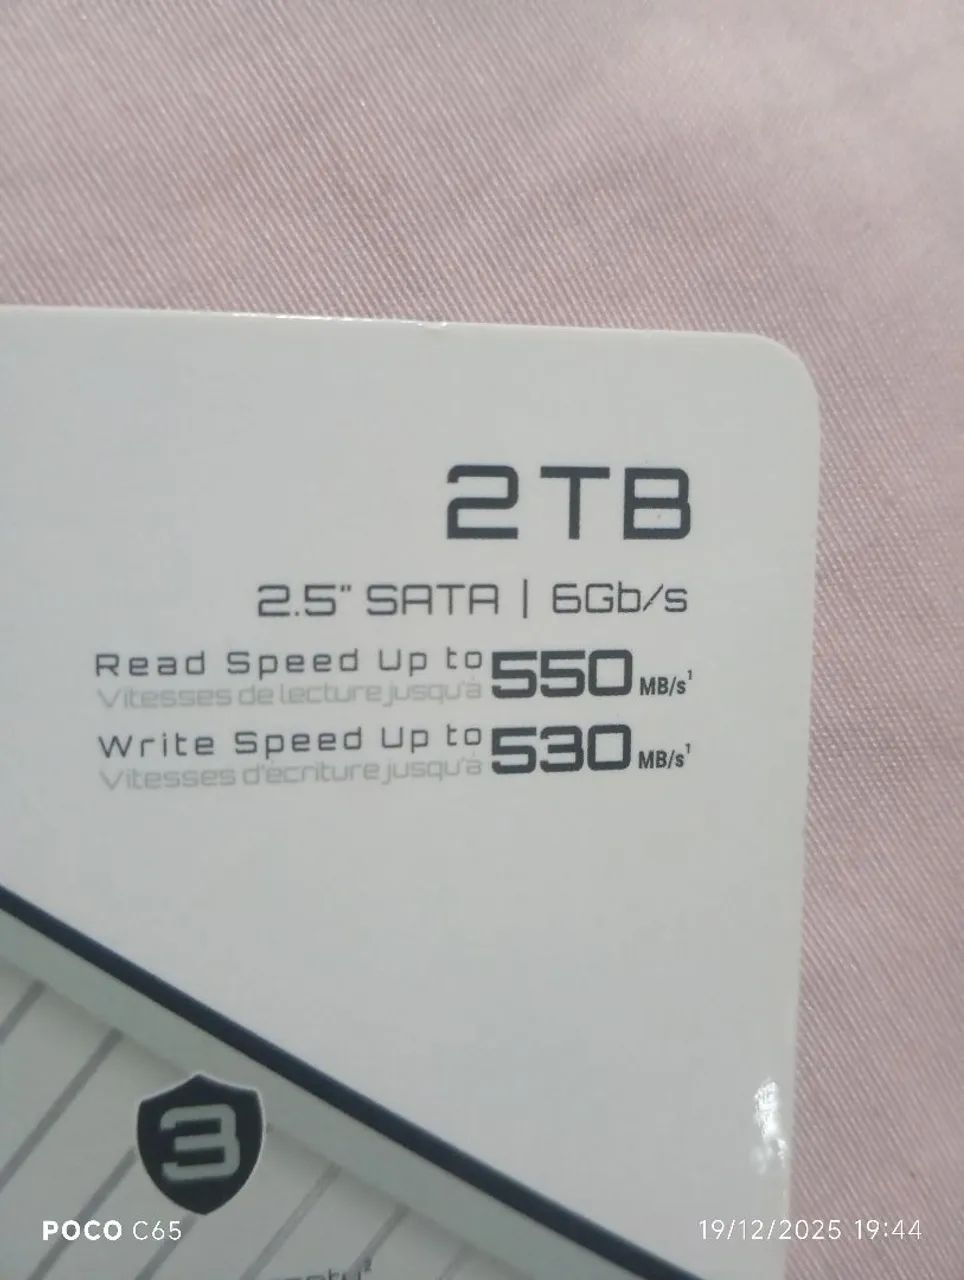 2TB
2.5" SATA | 6Gb/s
Read Speed Up to 550 MB/s¹
Vitesses de lecture jusqu'à
Write Speed Up to 530 MB/s¹
Vitesses d'écriture jusqu'à
3
POCO C65
19/12/2025 19:44